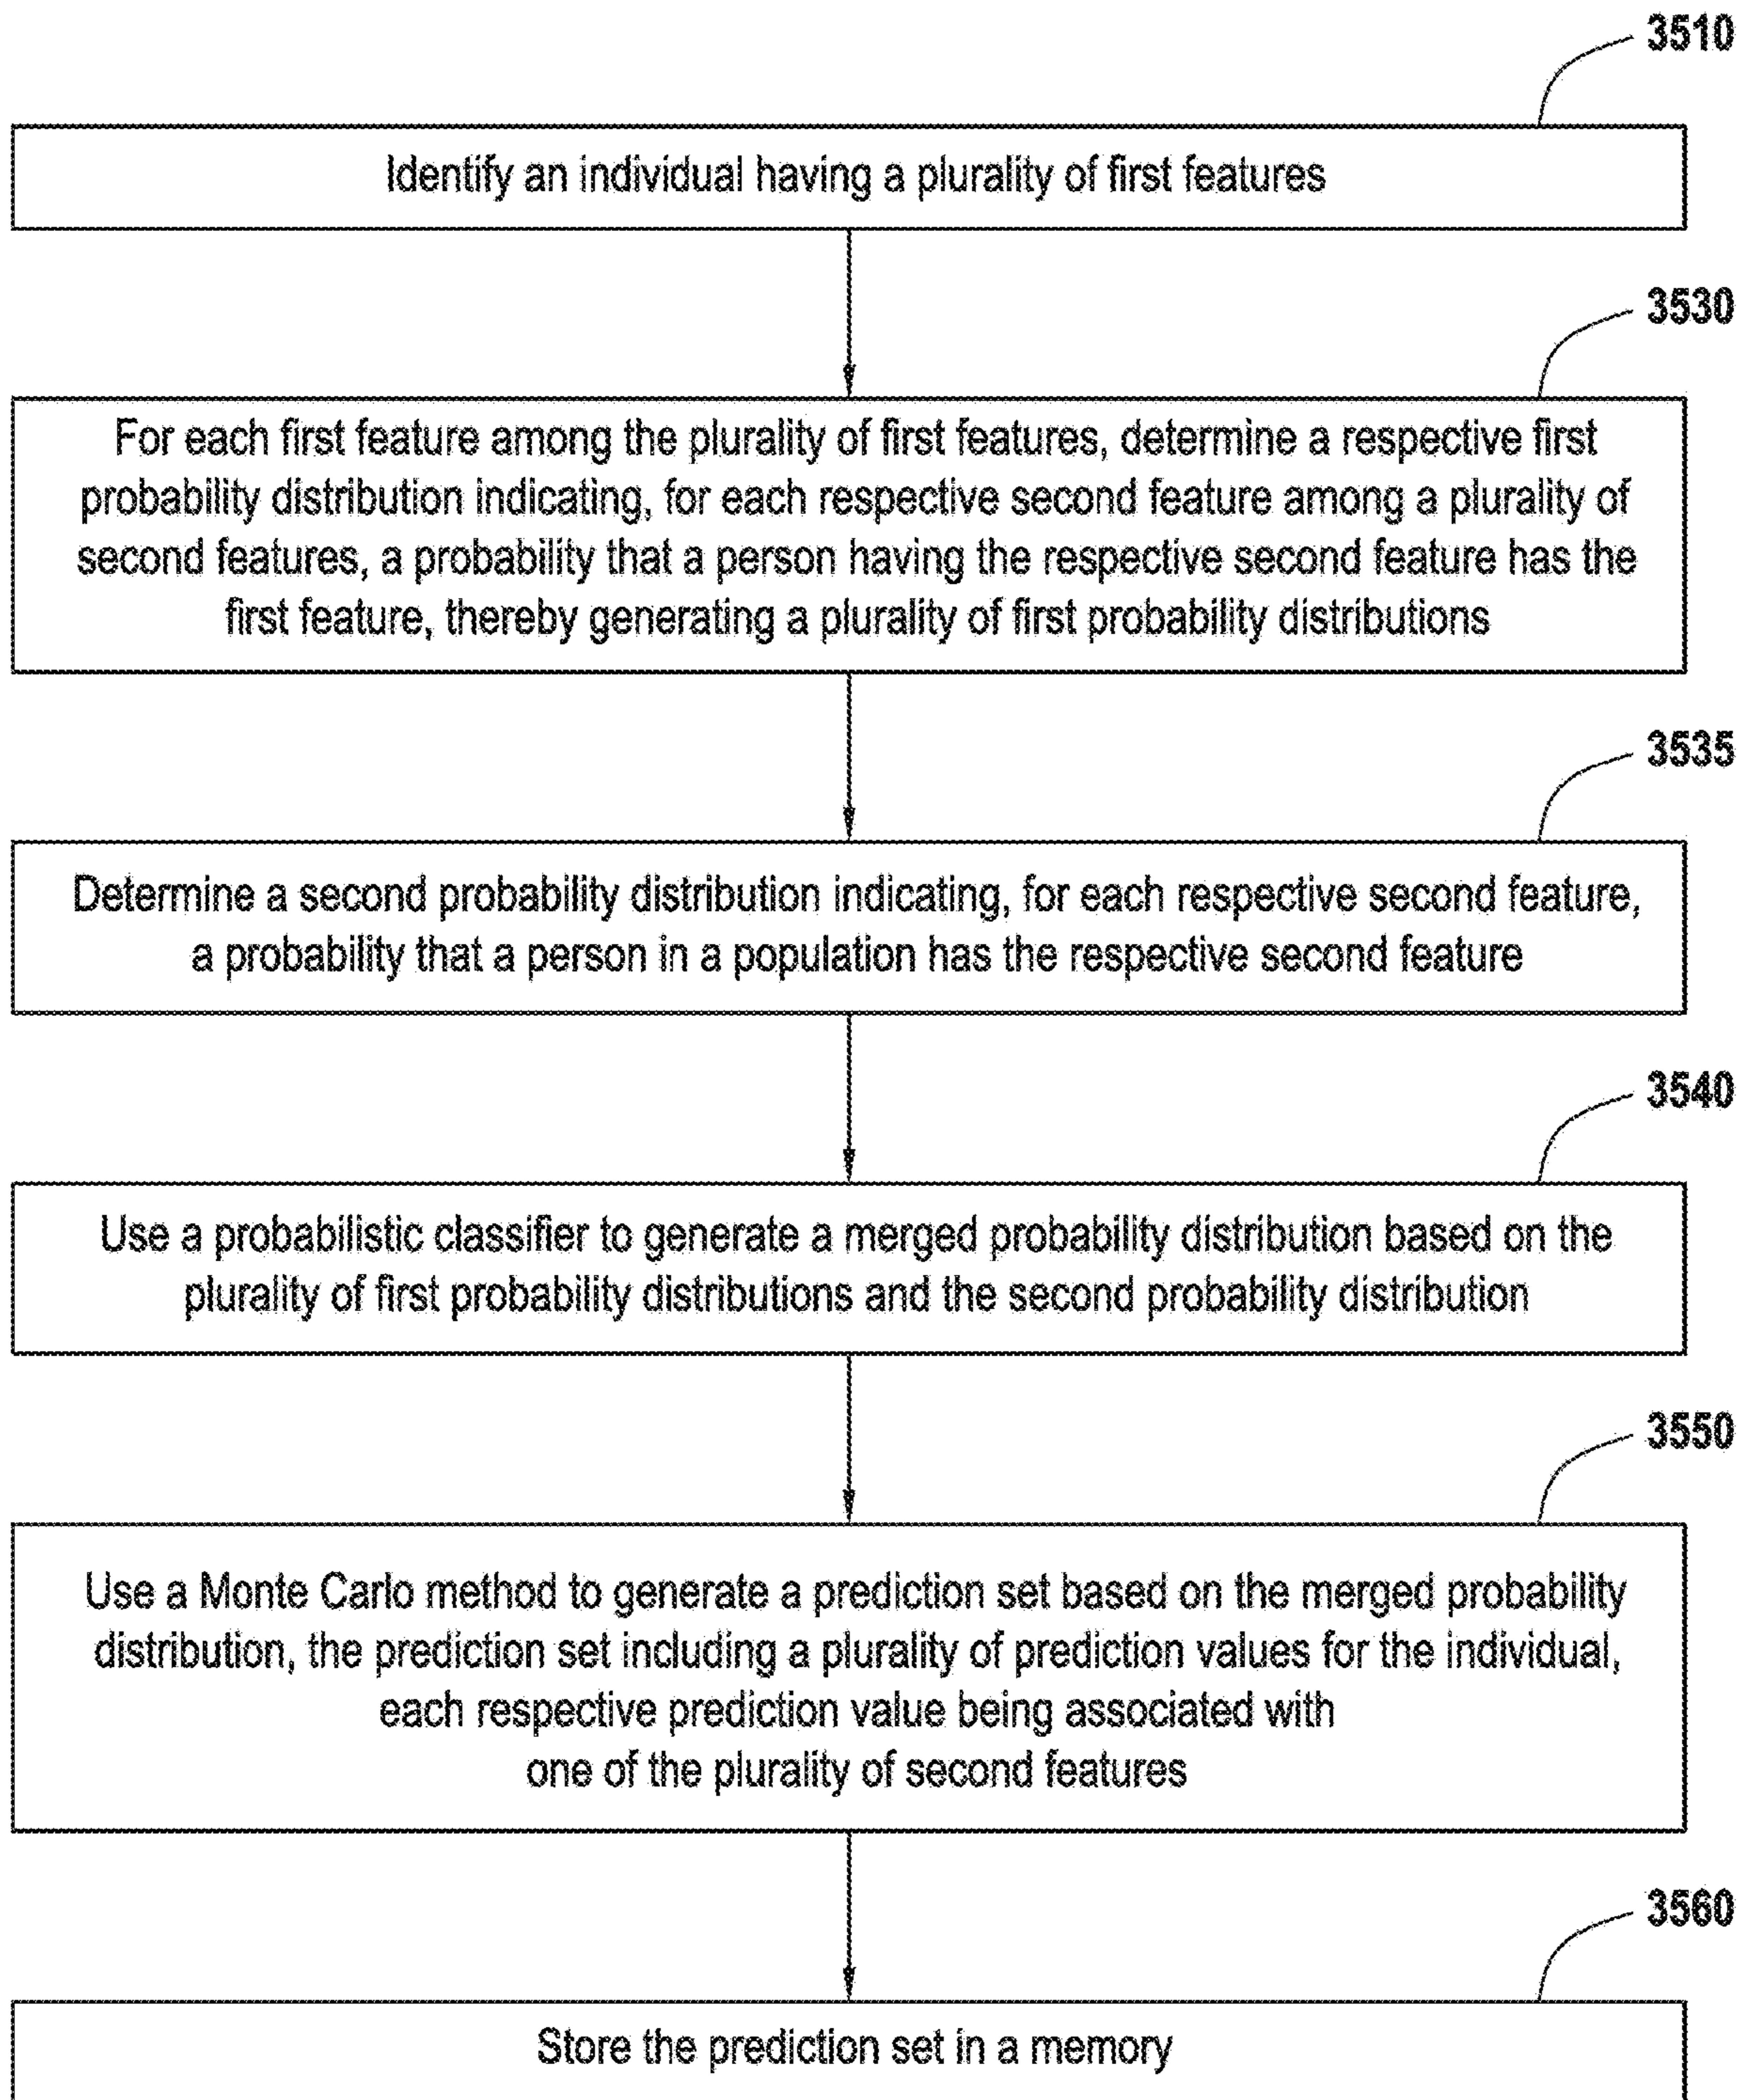 3510
Identify an individual having a plurality of first features
3530
For each first feature among the plurality of first features, determine a respective first
probability distribution indicating, for each respective second feature among a plurality of
second features, a probability that a person having the respective second feature has the
first feature, thereby generating a plurality of first probability distributions
3535
Determine a second probability distribution indicating, for each respective second feature,
a probability that a person in a population has the respective second feature
3540
Use a probabilistic classifier to generate a merged probability distribution based on the
plurality of first probability distributions and the second probability distribution
3550
Use a Monte Carlo method to generate a prediction set based on the merged probability
distribution, the prediction set including a plurality of prediction values for the individual,
each respective prediction value being associated with
one of the plurality of second features
3560
Store the prediction set in a memory